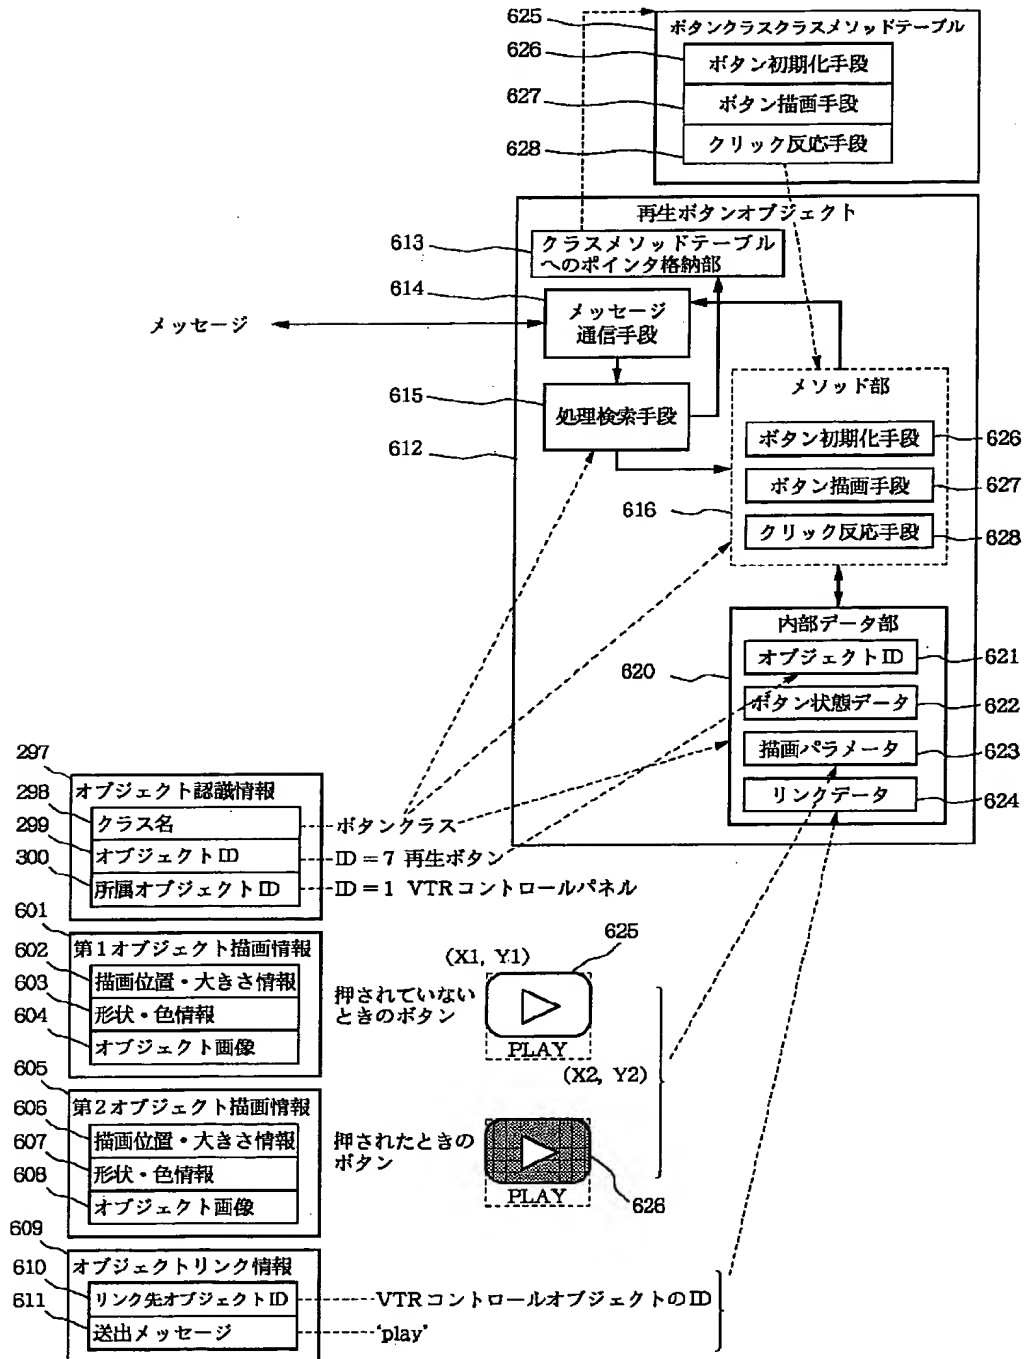 625
ボタンクラスクラスメソッドテーブル
626
ボタン初期化手段
627
ボタン描画手段
628
クリック反応手段
再生ボタンオブジェクト
613
クラスメソッドテーブル
へのポインタ格納部
614
メッセージ
メッセージ
通信手段
615
処理検索手段
612
メソッド部
ボタン初期化手段
626
ボタン描画手段
627
616
クリック反応手段
628
内部データ部
オブジェクトID
621
620
ボタン状態データ
622
描画パラメータ
623
リンクデータ
624
297
オブジェクト認識情報
298
クラス名
ボタンクラス
299
オブジェクトID
ID=7 再生ボタン
300
所属オブジェクトID
ID=1 VTRコントロールパネル
601
第1オブジェクト描画情報
602
描画位置・大きさ情報
603
形状・色情報
604
オブジェクト画像
押されていない
ときのボタン
(X1, Y1)
625
PLAY
(X2, Y2)
605
第2オブジェクト描画情報
606
描画位置・大きさ情報
607
形状・色情報
608
オブジェクト画像
押されたときの
ボタン
PLAY
626
609
オブジェクトリンク情報
610
リンク先オブジェクトID
VTRコントロールオブジェクトのID
611
送出メッセージ
'play'